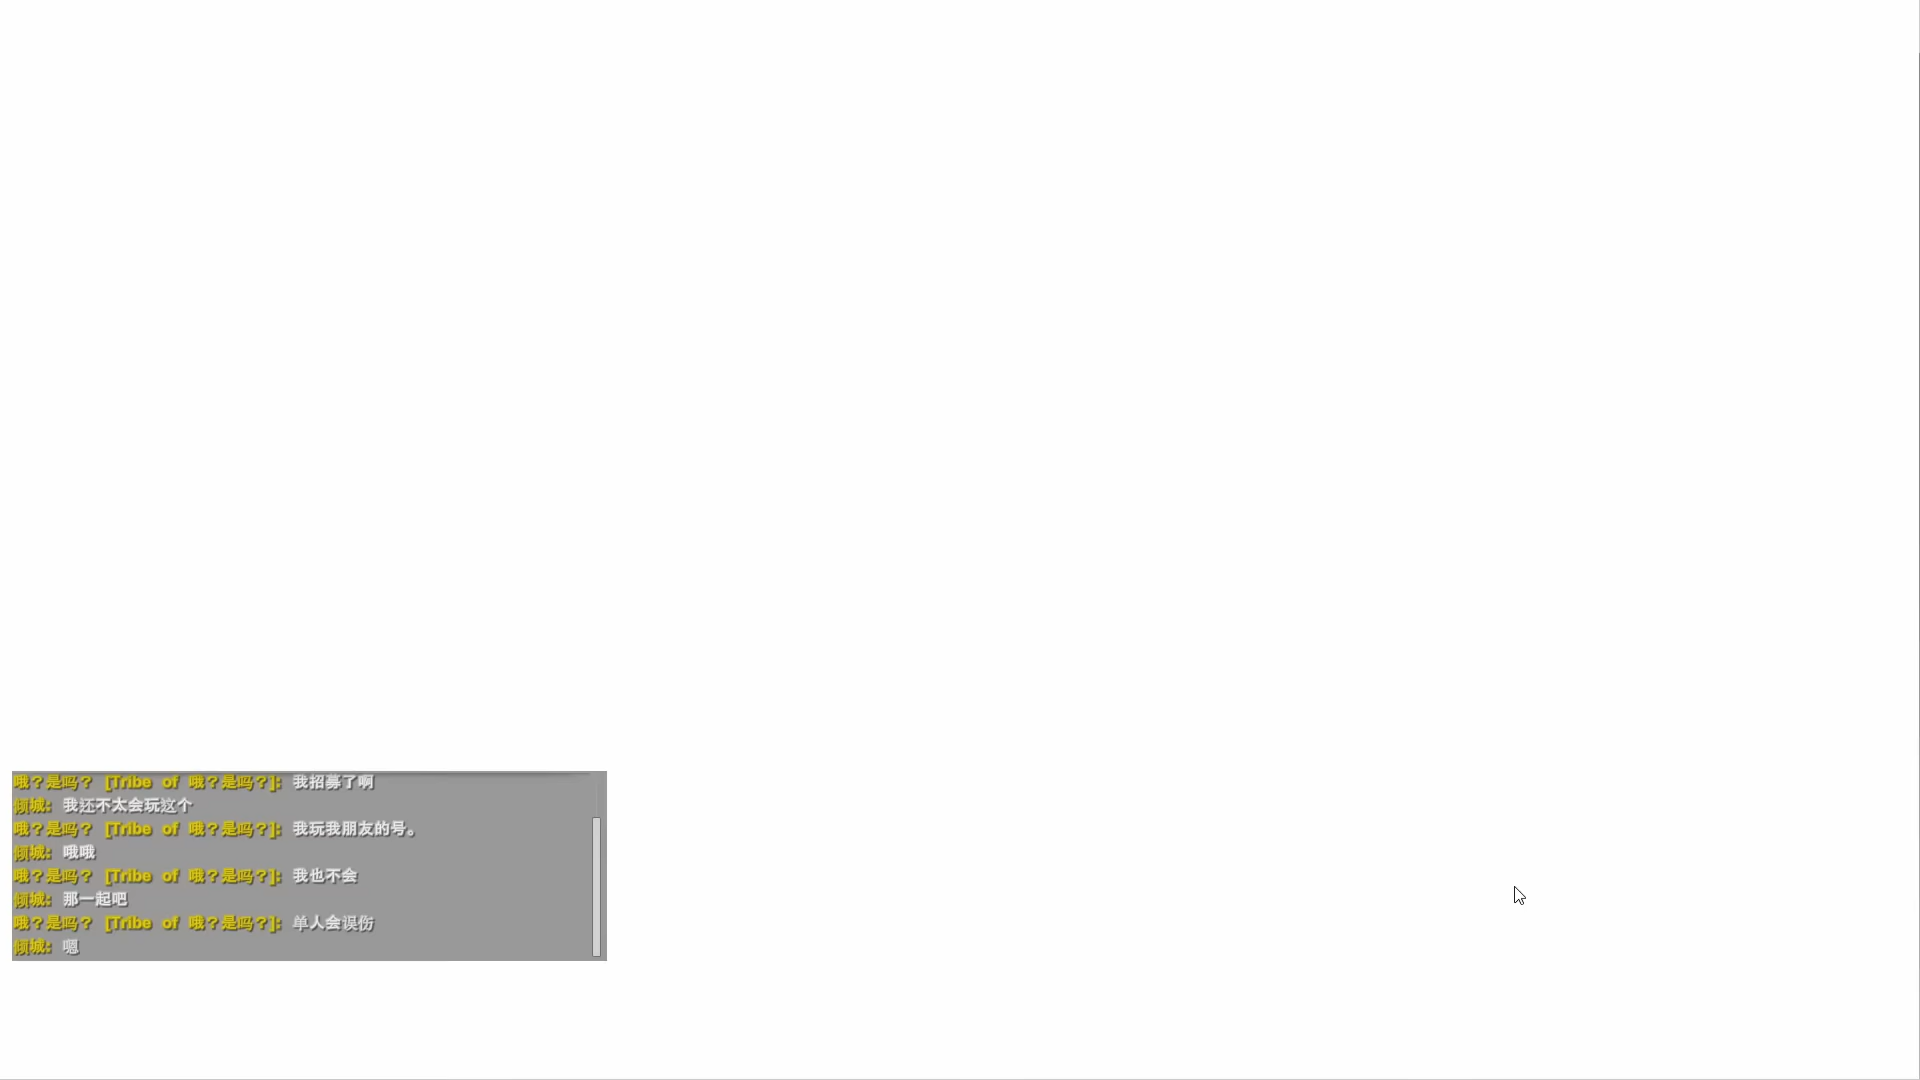 哦？是吗？ [Tribe of 哦？是吗？]: 我招募了啊
倾城: 我还不太会玩这个
哦？是吗？ [Tribe of 哦？是吗？]: 我玩我朋友的号。
倾城: 哦哦
哦？是吗？ [Tribe of 哦？是吗？]: 我也不会
倾城: 那一起吧
哦？是吗？ [Tribe of 哦？是吗？]: 单人会误伤
倾城: 嗯